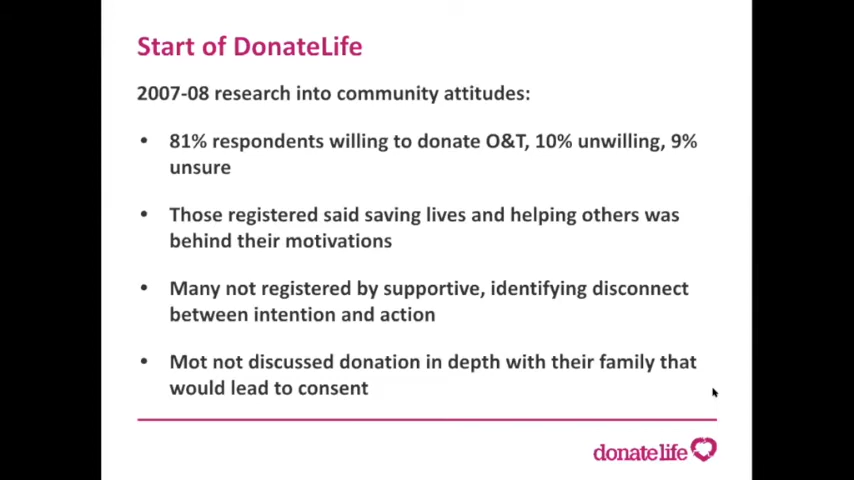 Start of DonateLife
2007-08 research into community attitudes:
• 81% respondents willing to donate O&T, 10% unwilling, 9%
unsure
• Those registered said saving lives and helping others was
behind their motivations
• Many not registered by supportive, identifying disconnect
between intention and action
• Mot not discussed donation in depth with their family that
would lead to consent
donatelife